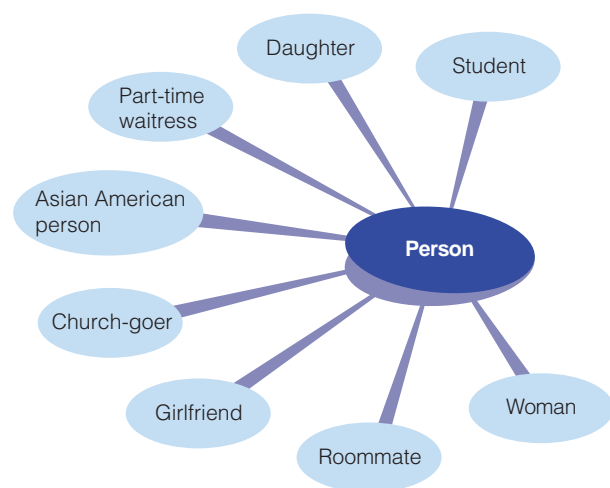 Daughter
Student
Part-time
waitress
Asian American
person
Person
Church-goer
Girlfriend
Woman
Roommate